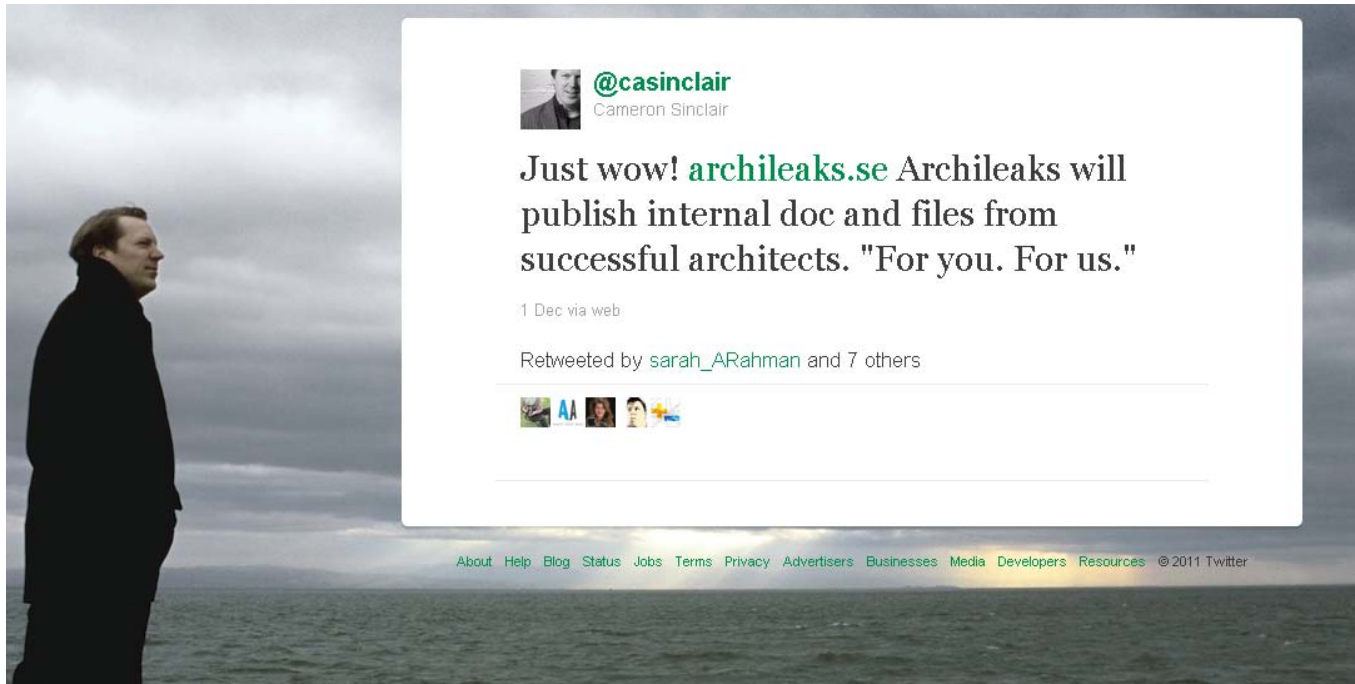 @casinclair
Cameron Sinclair
Just wow! archileaks.se Archileaks will
publish internal doc and files from
successful architects. "For you. For us."
1 Dec via web
Retweeted by sarah_ARahman and 7 others
AA
About Help Blog Status Jobs Terms Privacy Advertisers Businesses Media Developers Resources © 2011 Twitter